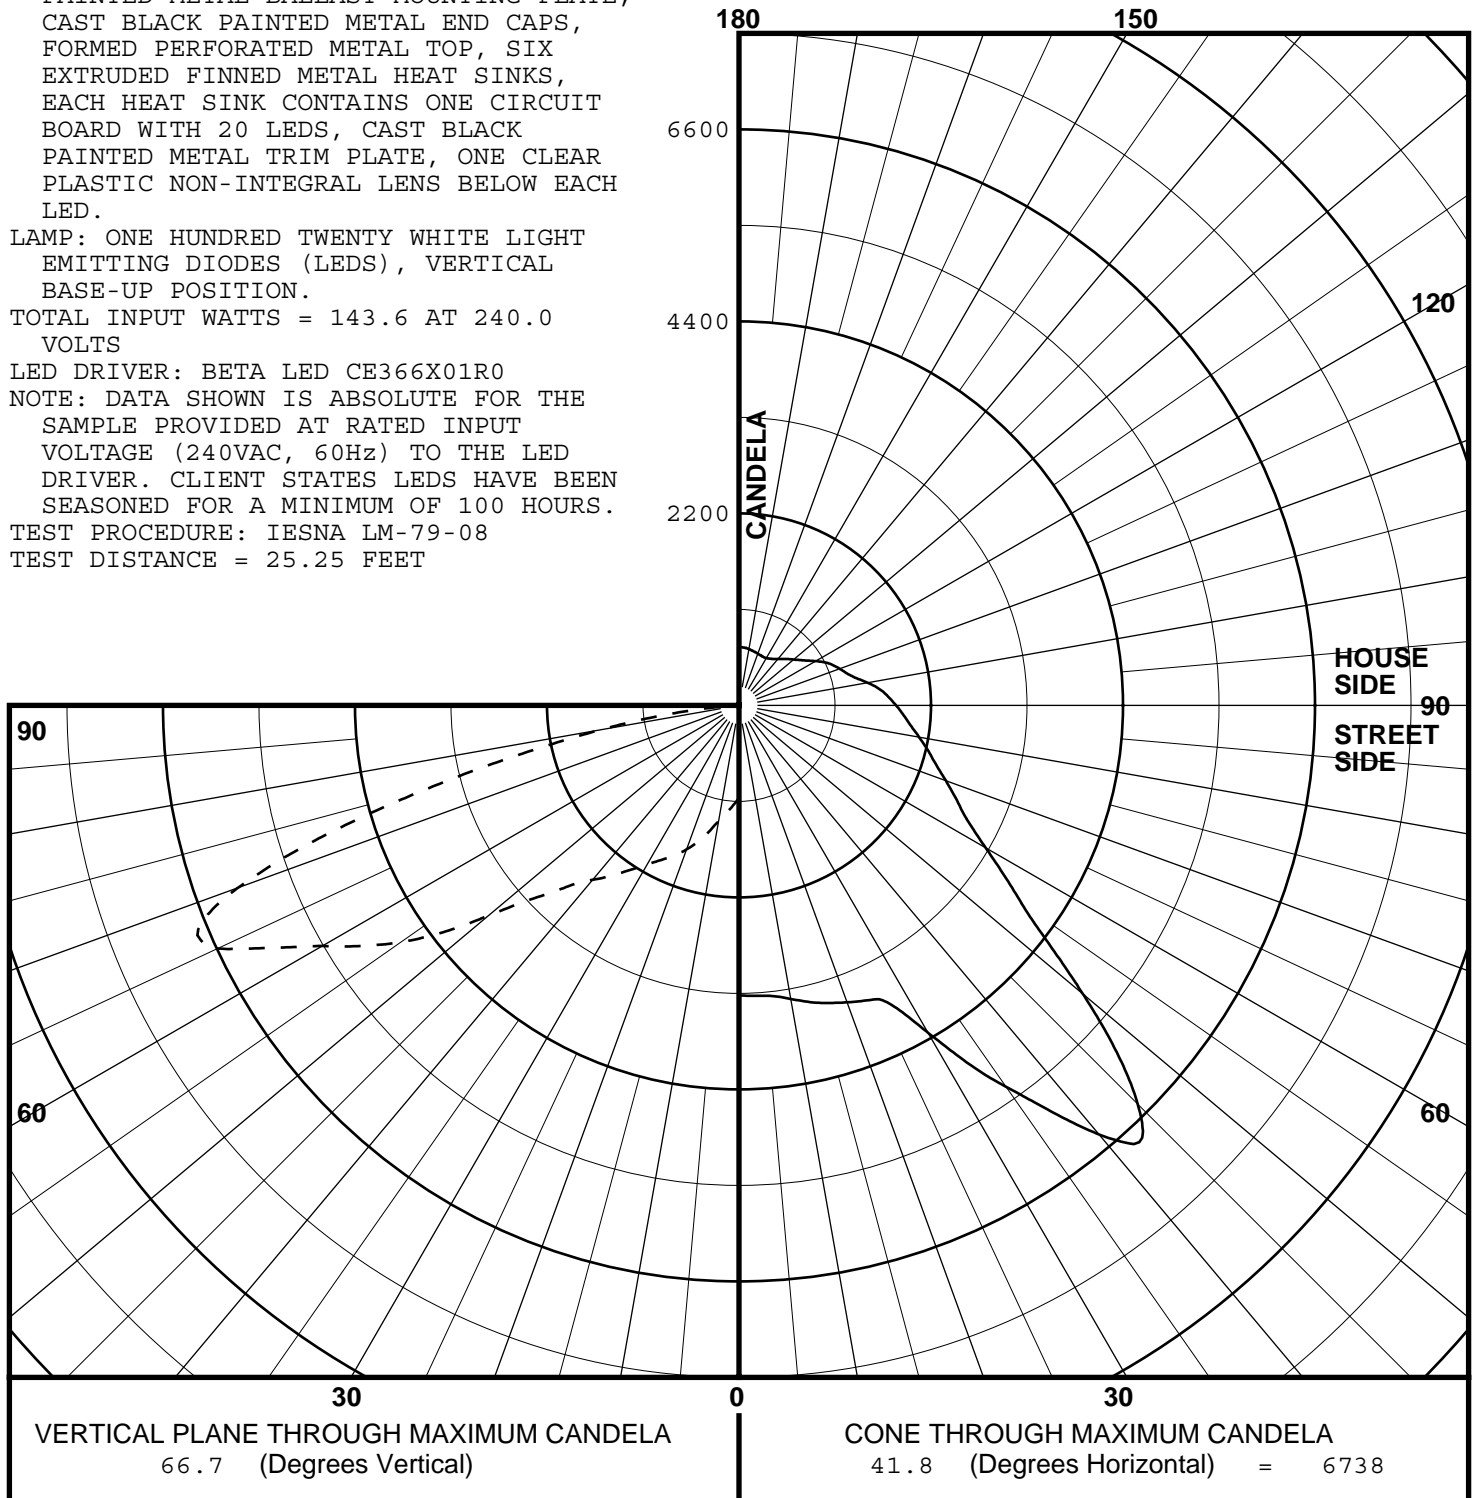 PAINTED METAL BALLAST MOUNTING PLATE,
CAST BLACK PAINTED METAL END CAPS,
FORMED PERFORATED METAL TOP, SIX
EXTRUDED FINNED METAL HEAT SINKS,
EACH HEAT SINK CONTAINS ONE CIRCUIT
BOARD WITH 20 LEDS, CAST BLACK
PAINTED METAL TRIM PLATE, ONE CLEAR
PLASTIC NON-INTEGRAL LENS BELOW EACH
LED.
LAMP: ONE HUNDRED TWENTY WHITE LIGHT
EMITTING DIODES (LEDS), VERTICAL
BASE-UP POSITION.
TOTAL INPUT WATTS = 143.6 AT 240.0
VOLTS
LED DRIVER: BETA LED CE366X01R0
NOTE: DATA SHOWN IS ABSOLUTE FOR THE
SAMPLE PROVIDED AT RATED INPUT
VOLTAGE (240VAC, 60Hz) TO THE LED
DRIVER. CLIENT STATES LEDS HAVE BEEN
SEASONED FOR A MINIMUM OF 100 HOURS.
TEST PROCEDURE: IESNA LM-79-08
TEST DISTANCE = 25.25 FEET
180
150
6600
120
4400
CANDELA
2200
HOUSE
SIDE
90
90
STREET
SIDE
60
60
30
0
30
VERTICAL PLANE THROUGH MAXIMUM CANDELA
66.7 (Degrees Vertical)
CONE THROUGH MAXIMUM CANDELA
41.8 (Degrees Horizontal) = 6738